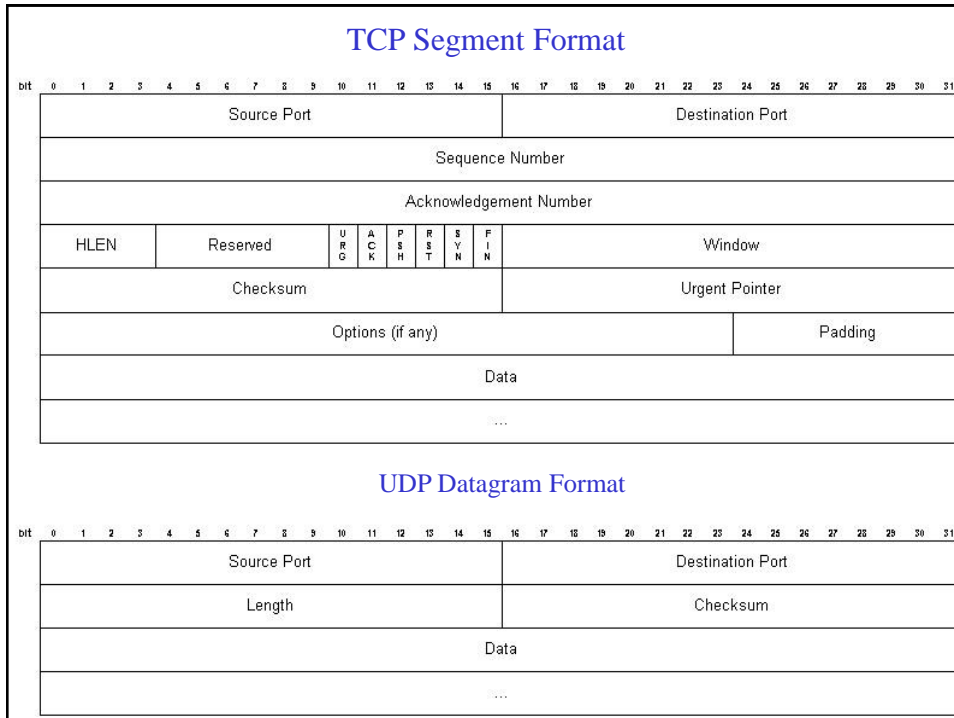 TCP Segment Format
bit 0 1 2 3 4 5 6 7 8 9 10 11 12 13 14 15 16 17 18 19 20 21 22 23 24 25 26 27 28 29 30 31
Source Port Destination Port
Sequence Number
Acknowledgement Number
HLEN Reserved URG ACK PSH RST SYN FIN Window
Checksum Urgent Pointer
Options (if any) Padding
Data
...
UDP Datagram Format
bit 0 1 2 3 4 5 6 7 8 9 10 11 12 13 14 15 16 17 18 19 20 21 22 23 24 25 26 27 28 29 30 31
Source Port Destination Port
Length Checksum
Data
...